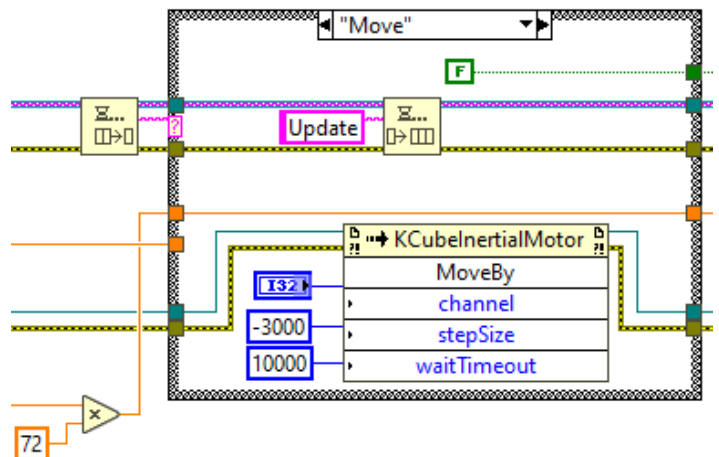 "Move"
F
?
Update
KCubeInertialMotor
MoveBy
I32
channel
-3000
stepSize
10000
waitTimeout
x
72